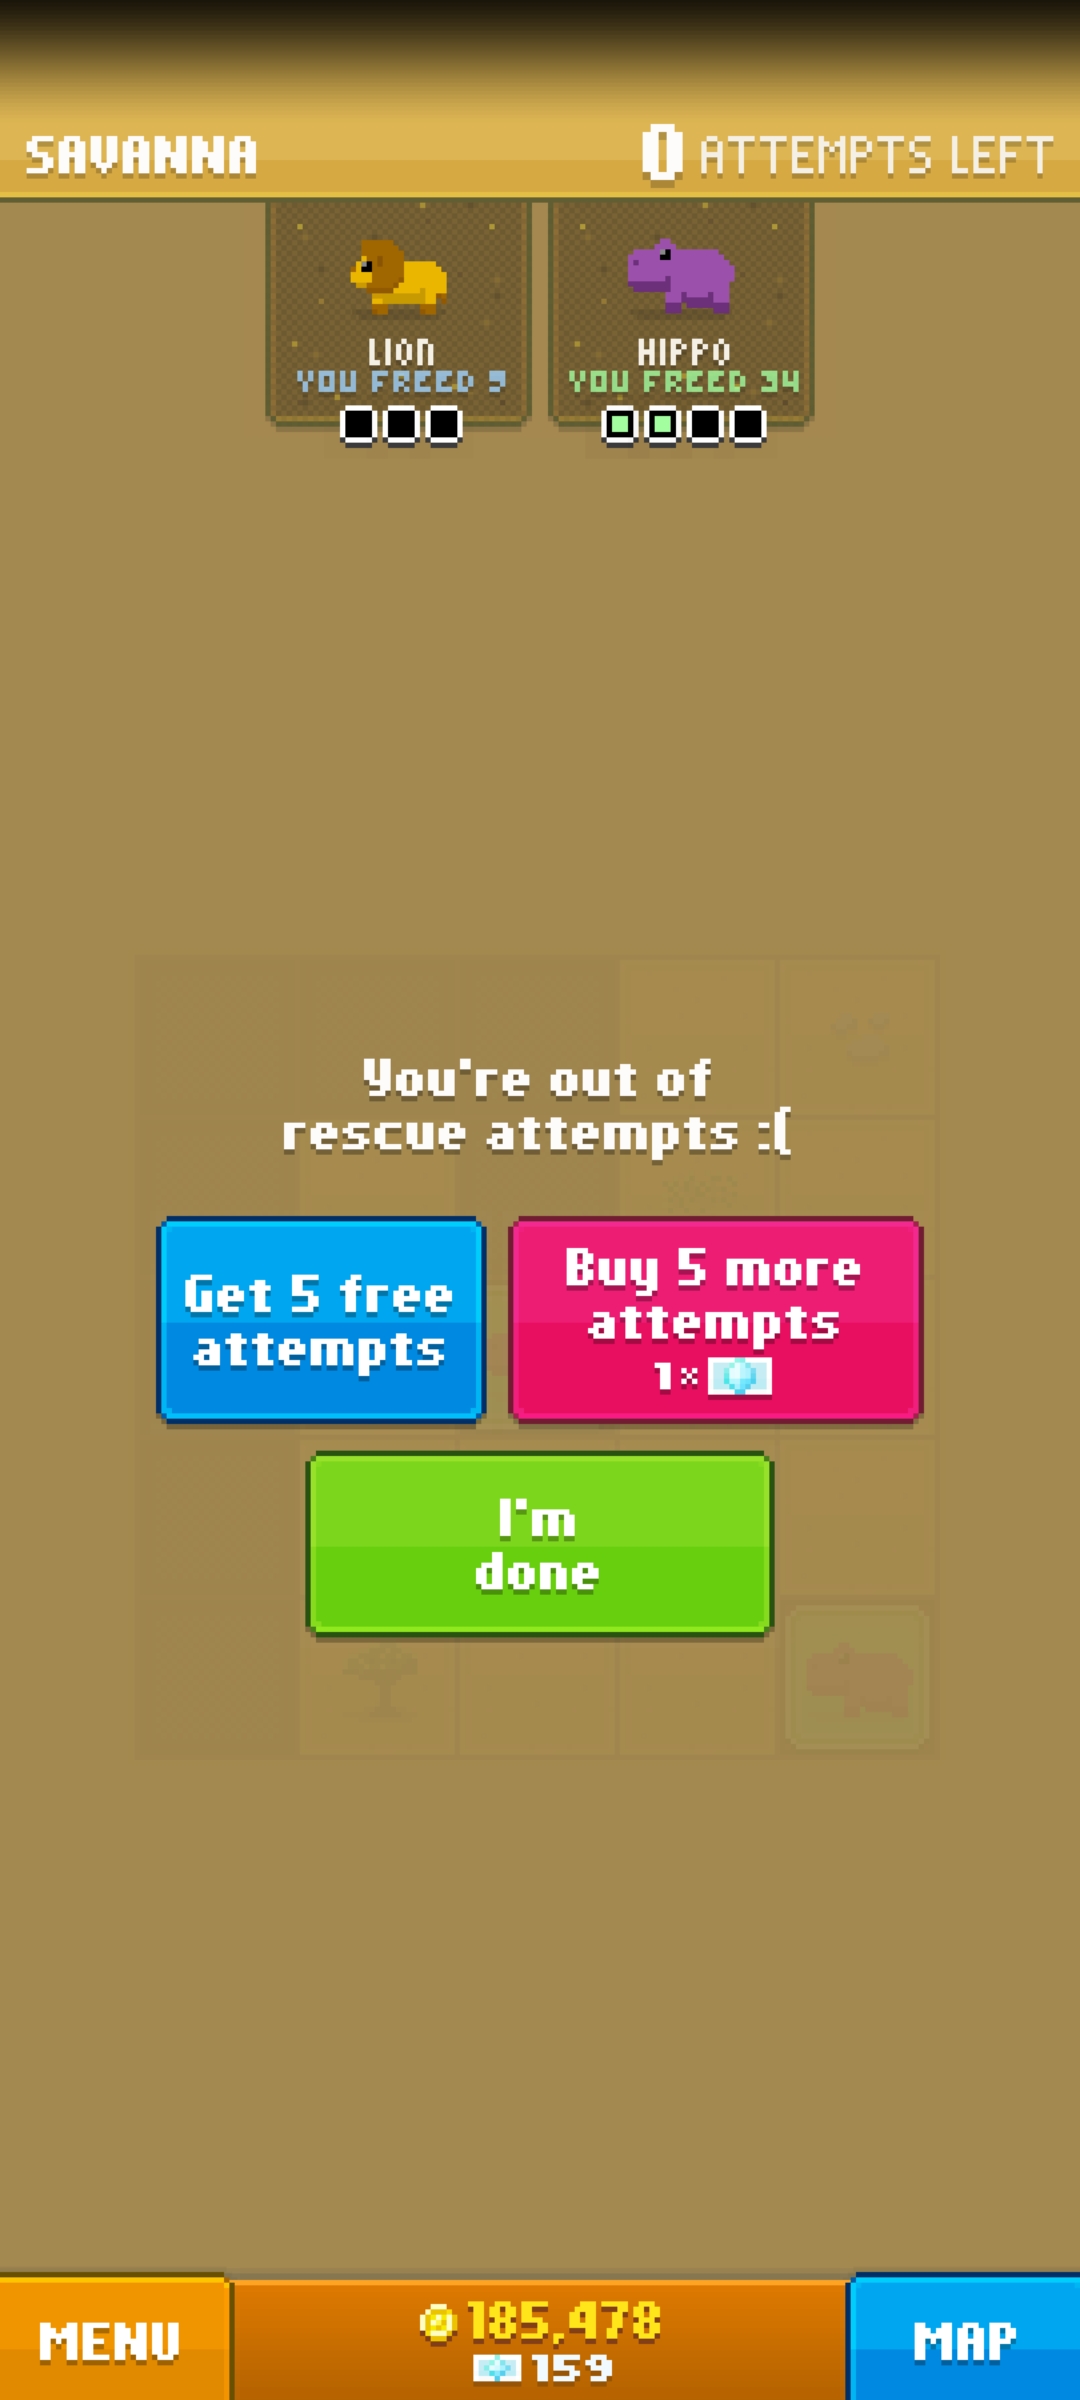 SAVANNA
0 ATTEMPTS LEFT
LION
YOU FREED 9
HIPPO
YOU FREED 34
You're out of
rescue attempts :(
Get 5 free
attempts
Buy 5 more
attempts
1×
I'm
done
MENU
185,478
159
MAP